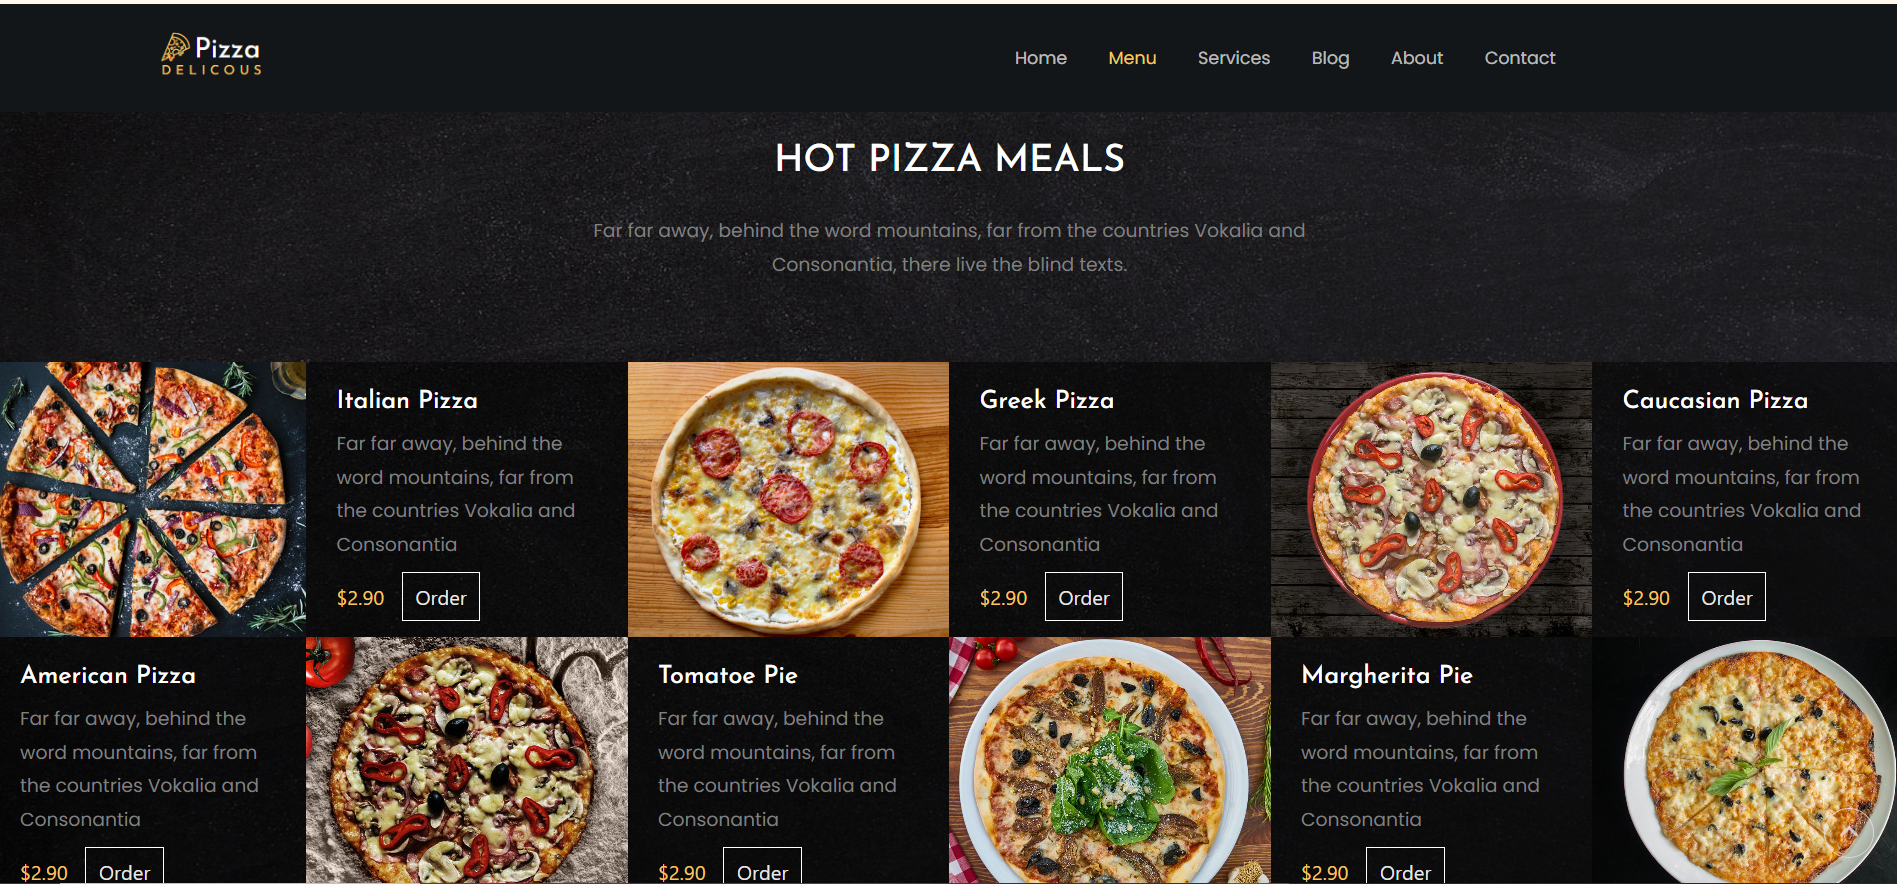 Pizza
DELICOUS
Home Menu Services Blog About Contact
HOT PIZZA MEALS
Far far away, behind the word mountains, far from the countries Vokalia and
Consonantia, there live the blind texts.
Italian Pizza
Far far away, behind the
word mountains, far from
the countries Vokalia and
Consonantia
$2.90 Order
Greek Pizza
Far far away, behind the
word mountains, far from
the countries Vokalia and
Consonantia
$2.90 Order
Caucasian Pizza
Far far away, behind the
word mountains, far from
the countries Vokalia and
Consonantia
$2.90 Order
American Pizza
Far far away, behind the
word mountains, far from
the countries Vokalia and
Consonantia
$2.90 Order
Tomatoe Pie
Far far away, behind the
word mountains, far from
the countries Vokalia and
Consonantia
$2.90 Order
Margherita Pie
Far far away, behind the
word mountains, far from
the countries Vokalia and
Consonantia
$2.90 Order